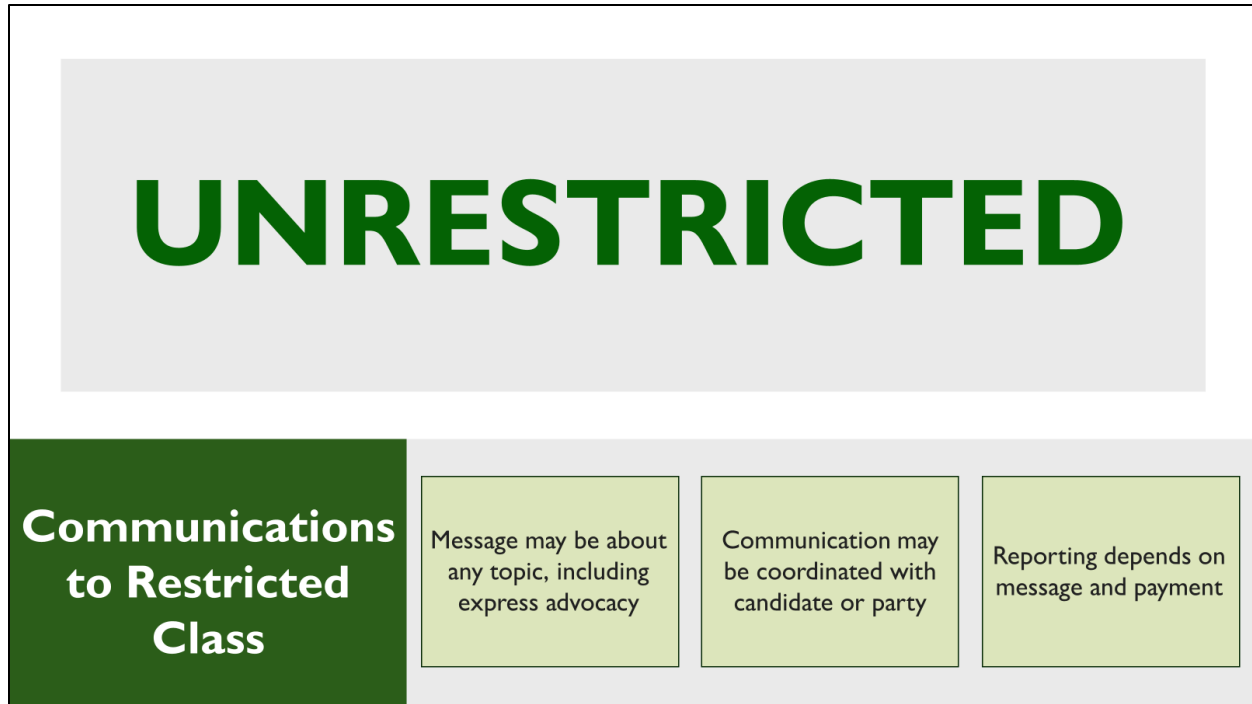 UNRESTRICTED
Communications
to Restricted
Class
Message may be about
any topic, including
express advocacy
Communication may
be coordinated with
candidate or party
Reporting depends on
message and payment